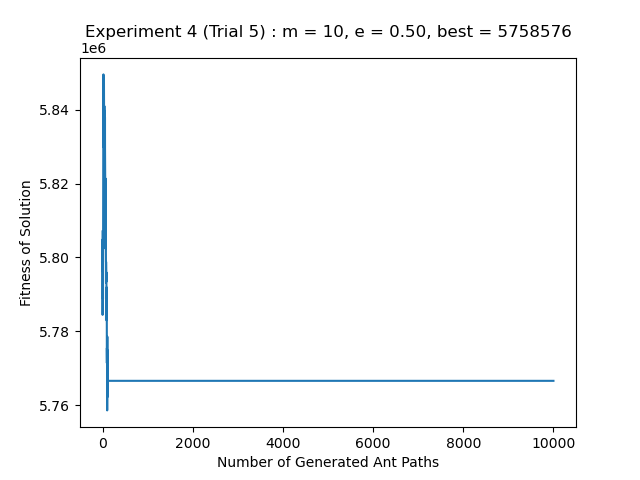 Experiment 4 (Trial 5) : m = 10, e = 0.50, best = 5758576
1e6
5.84
5.82
5.80
5.78
5.76
Fitness of Solution
0 2000 4000 6000 8000 10000
Number of Generated Ant Paths